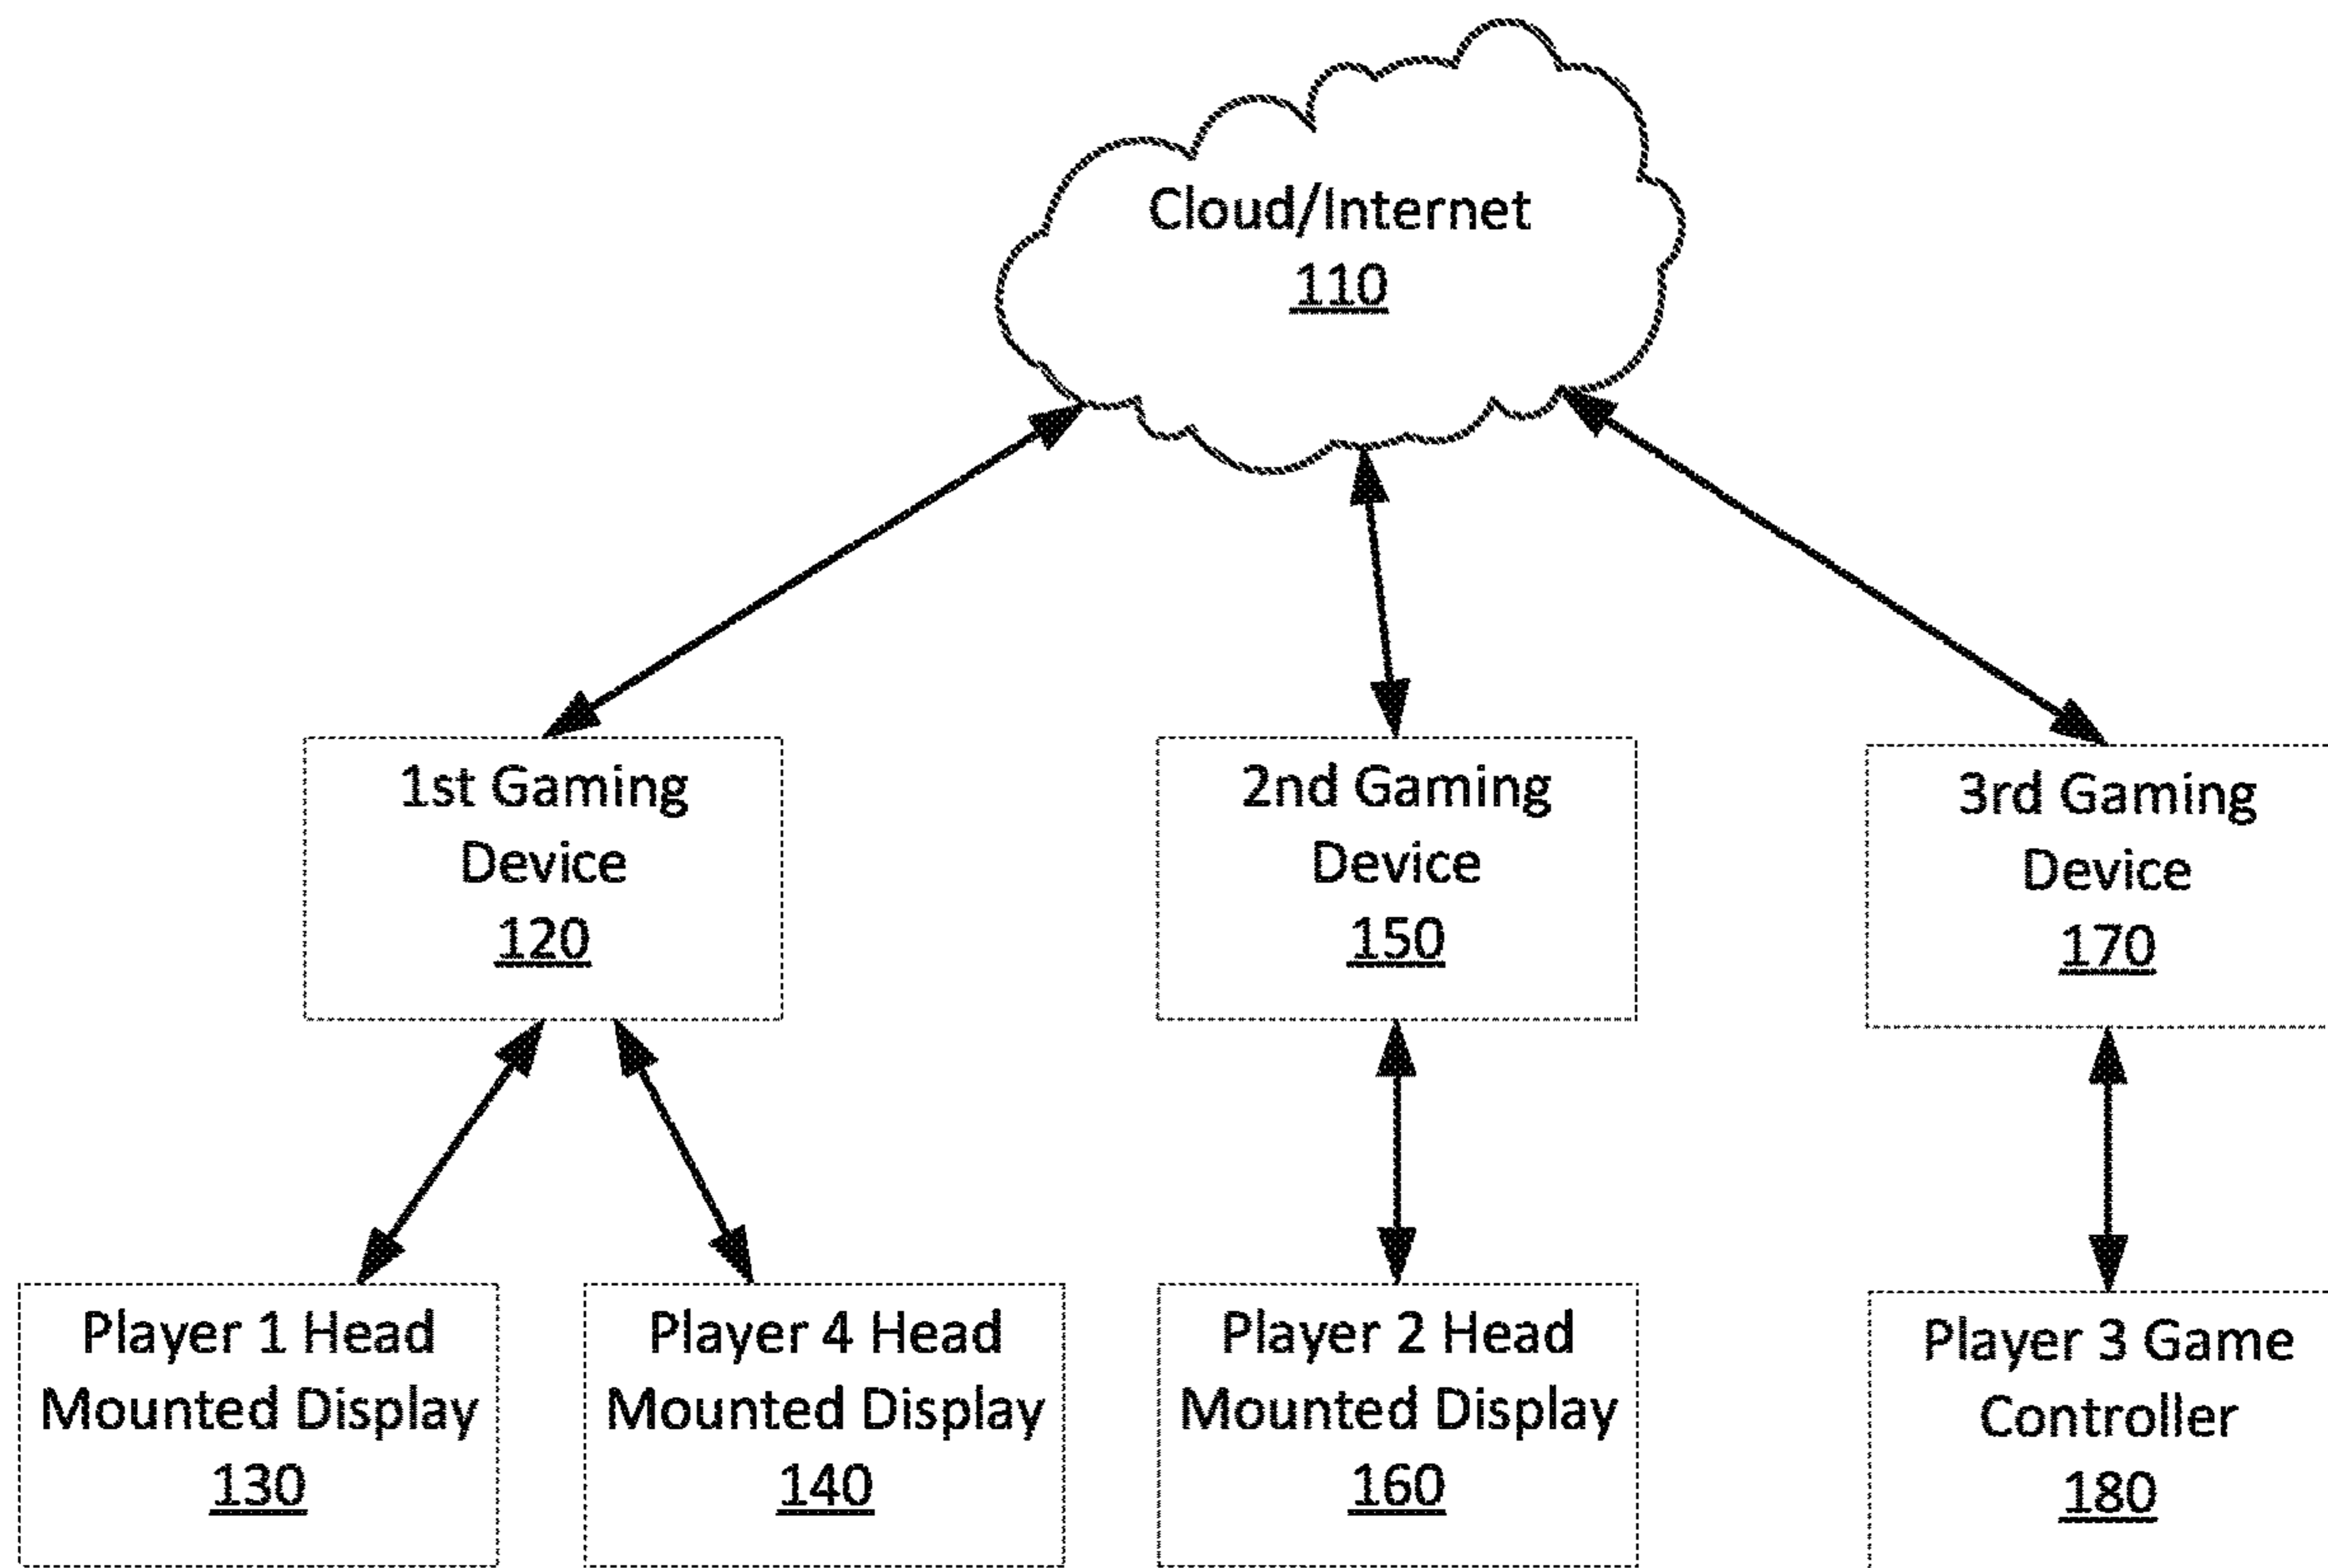 Cloud/Internet
110
1st Gaming
Device
120
2nd Gaming
Device
150
3rd Gaming
Device
170
Player 1 Head
Mounted Display
130
Player 4 Head
Mounted Display
140
Player 2 Head
Mounted Display
160
Player 3 Game
Controller
180